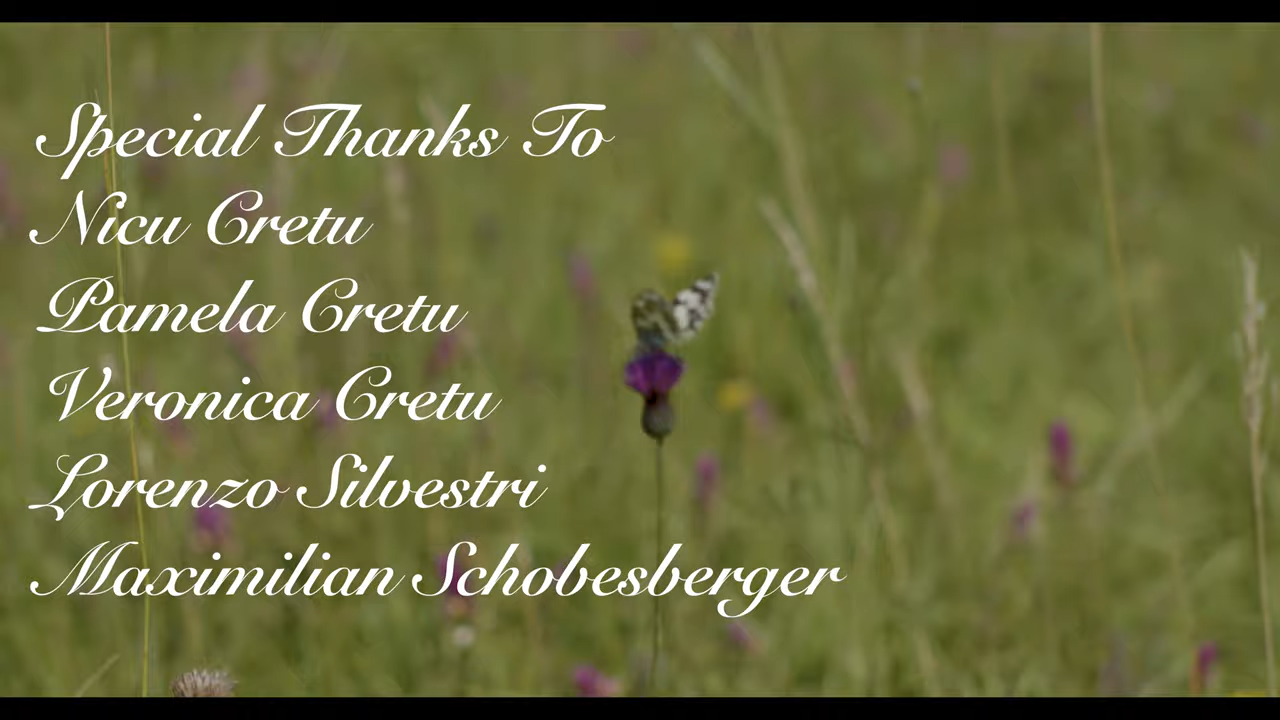 Special Thanks To
Nicu Cretu
Pamela Cretu
Veronica Cretu
Lorenzo Silvestri
Maximilian Schobesberger